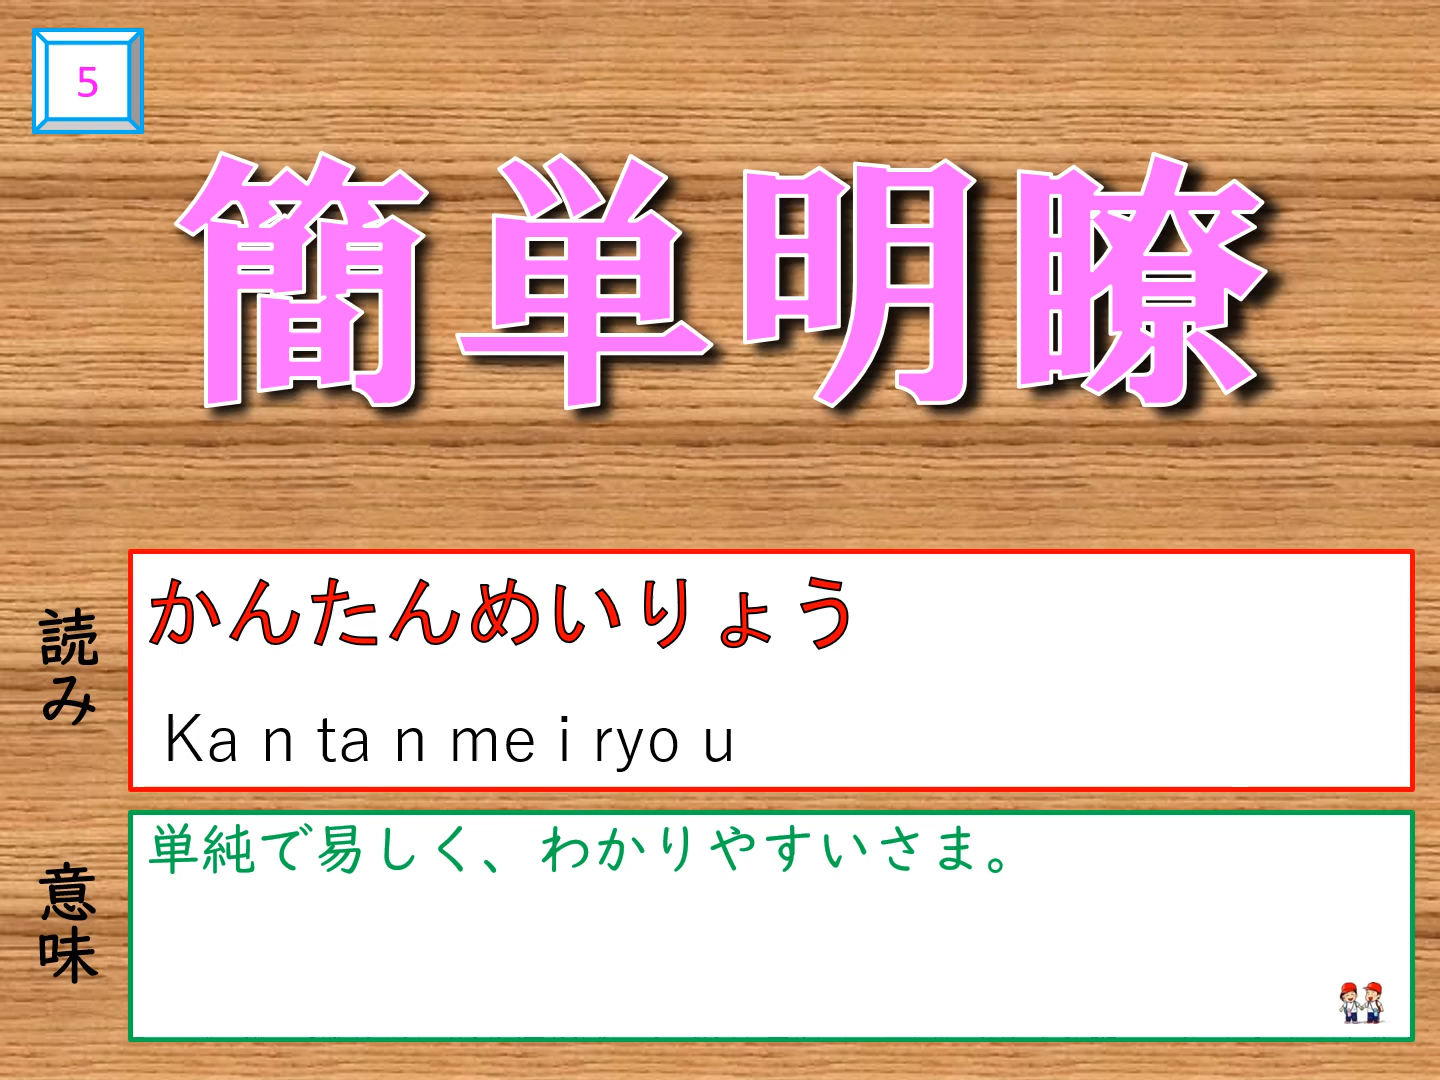 5
簡単明瞭
読み
かんたんめいりょう
Ka n ta n me i ryo u
意味
単純で易しく、わかりやすいさま。